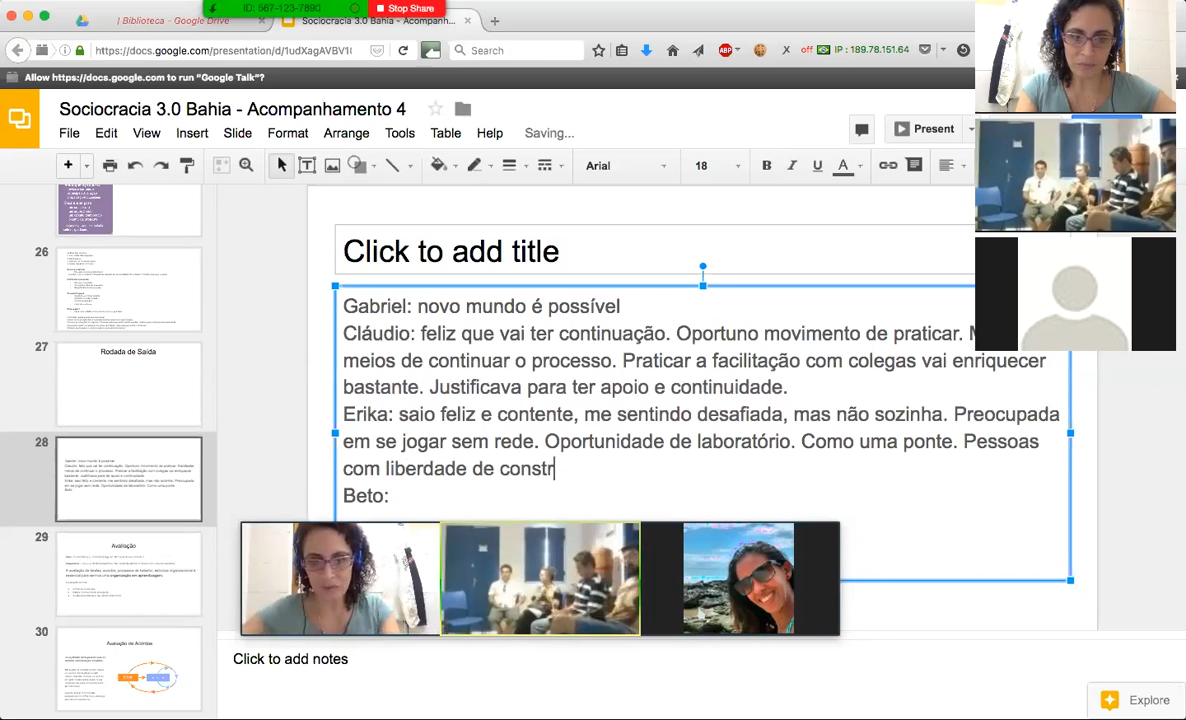 ID: 567-123-7890
Stop Share
| Biblioteca - Google Drive
Sociocracia 3.0 Bahia - Acompanh...
https://docs.google.com/presentation/d/1udXagAVBV1(
Search
ABP
off
IP : 189.78.151.64
Allow https://docs.google.com to run “Google Talk”?
Sociocracia 3.0 Bahia - Acompanhamento 4
File Edit View Insert Slide Format Arrange Tools Table Help Saving...
Present
Arial
18
B I U A
26
27
Rodada de Saída
28
29
Avaliação
30
Avaliação de Acordos
Click to add title
Gabriel: novo mundo é possível
Cláudio: feliz que vai ter continuação. Oportuno movimento de praticar.
meios de continuar o processo. Praticar a facilitação com colegas vai enriquecer
bastante. Justificava para ter apoio e continuidade.
Erika: saio feliz e contente, me sentindo desafiada, mas não sozinha. Preocupada
em se jogar sem rede. Oportunidade de laboratório. Como uma ponte. Pessoas
com liberdade de constr
Beto:
Click to add notes
Explore